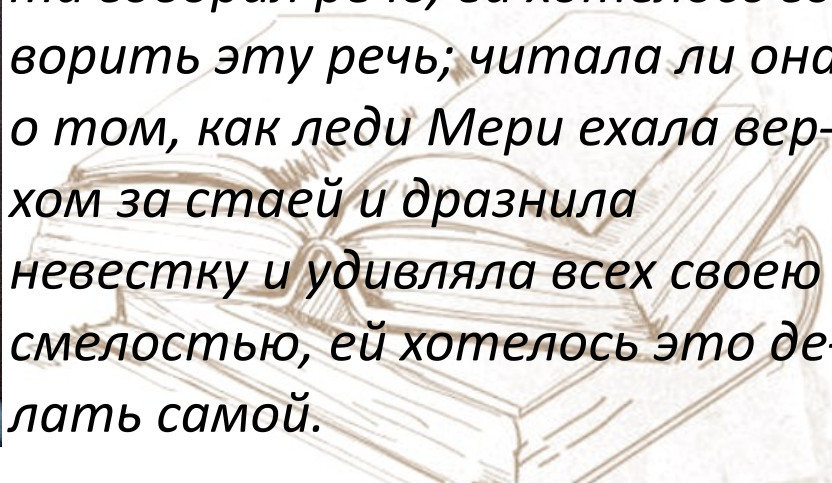 ворить эту речь; читала ли она
о том, как леди Мери ехала вер-
хом за стаей и дразнила
невестку и удивляла всех своею
смелостью, ей хотелось это де-
лать самой.